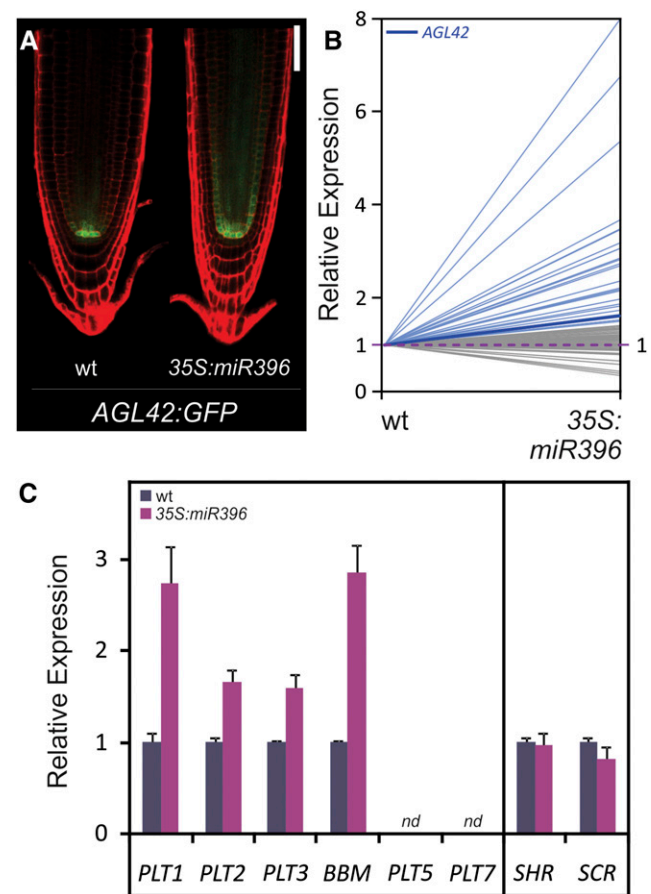 A
wt 35S:miR396
AGL42:GFP
B
AGL42
Relative Expression
8
6
4
2
1
0
1
wt 35S:
miR396
C
wt
35S:miR396
Relative Expression
3
2
1
0
nd nd
PLT1 PLT2 PLT3 BBM PLT5 PLT7 SHR SCR